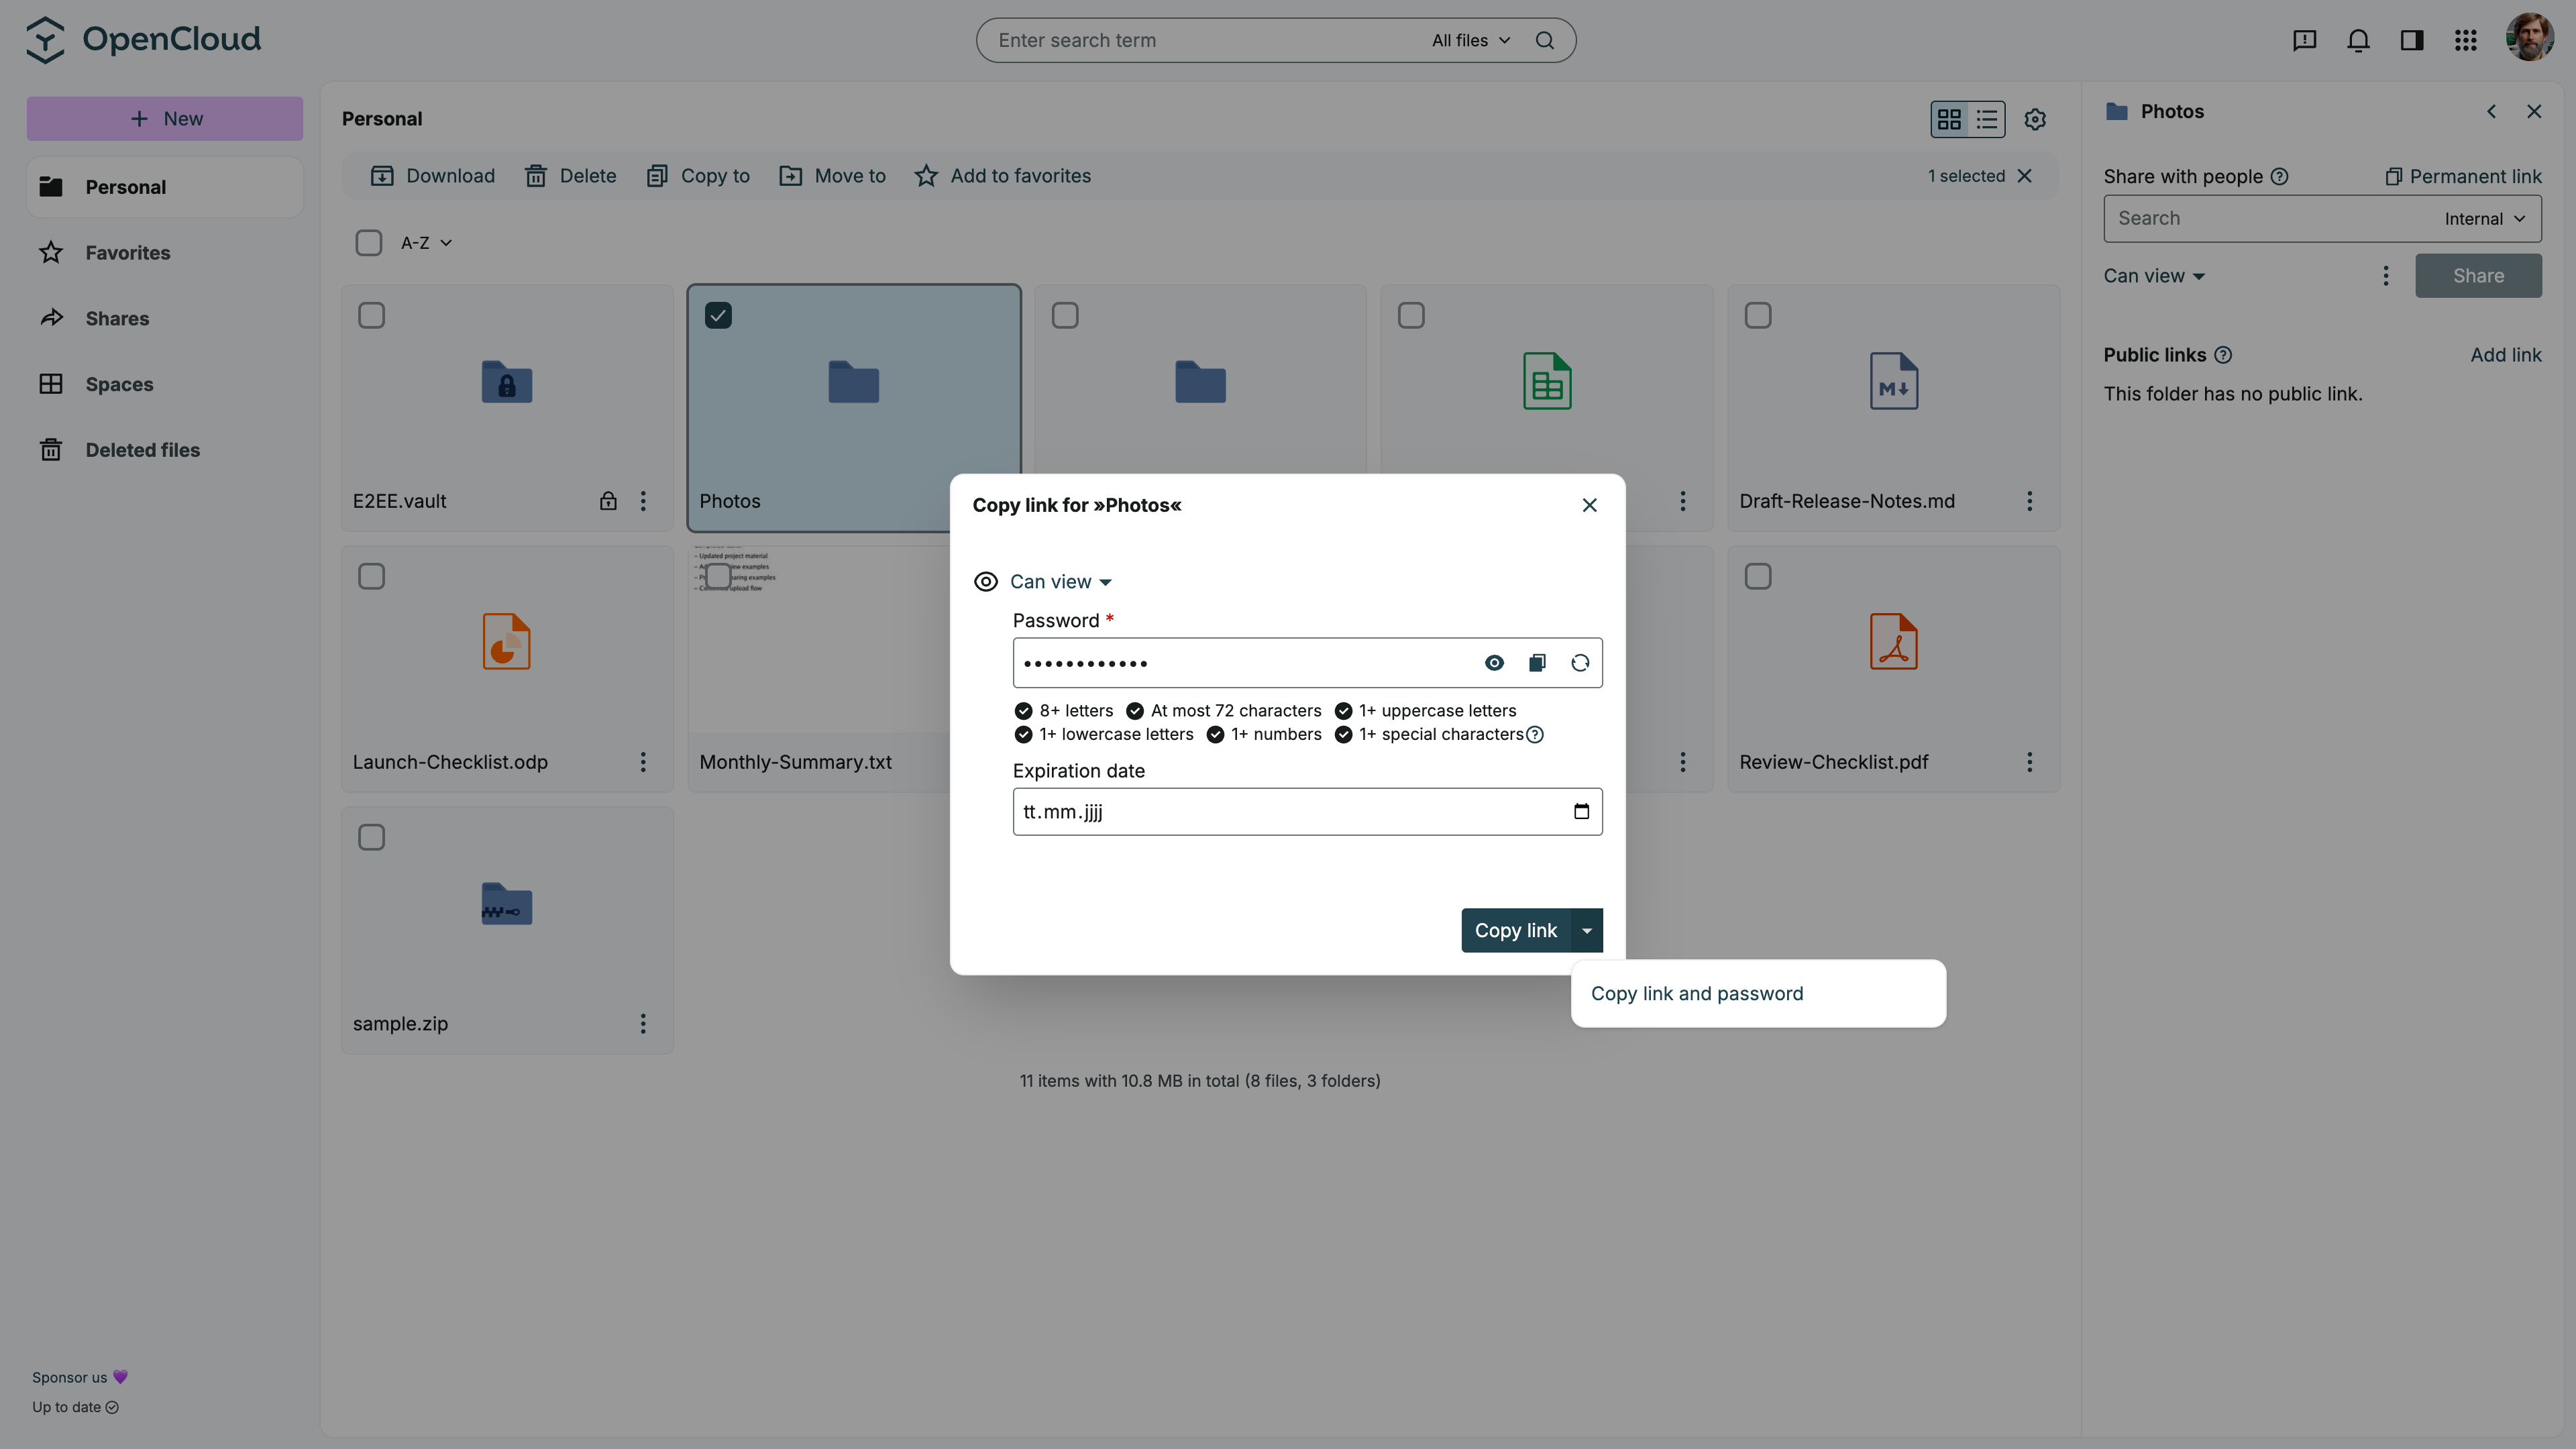 OpenCloud
Enter search term
All files
New
Personal
Favorites
Shares
Spaces
Deleted files
Sponsor us 💜
Up to date
Personal
Download
Delete
Copy to
Move to
Add to favorites
1 selected
A-Z
E2EE.vault
Photos
M
Draft-Release-Notes.md
Launch-Checklist.odp
– Updated project material
Monthly-Summary.txt
Review-Checklist.pdf
sample.zip
11 items with 10.8 MB in total (8 files, 3 folders)
Copy link for »Photos«
Can view
Password *
••••••••••••
8+ letters At most 72 characters 1+ uppercase letters
1+ lowercase letters 1+ numbers 1+ special characters
Expiration date
tt.mm.jjjj
Copy link
Copy link and password
Photos
Share with people
Permanent link
Search
Internal
Can view
Share
Public links
Add link
This folder has no public link.